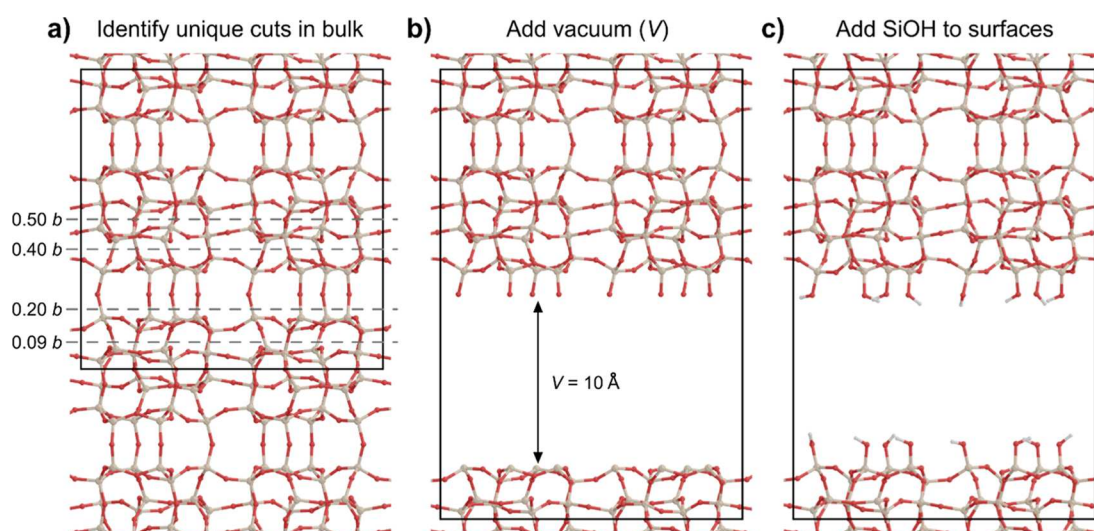 a) Identify unique cuts in bulk
b) Add vacuum (V)
c) Add SiOH to surfaces
0.50 b
0.40 b
0.20 b
0.09 b
V = 10 Å